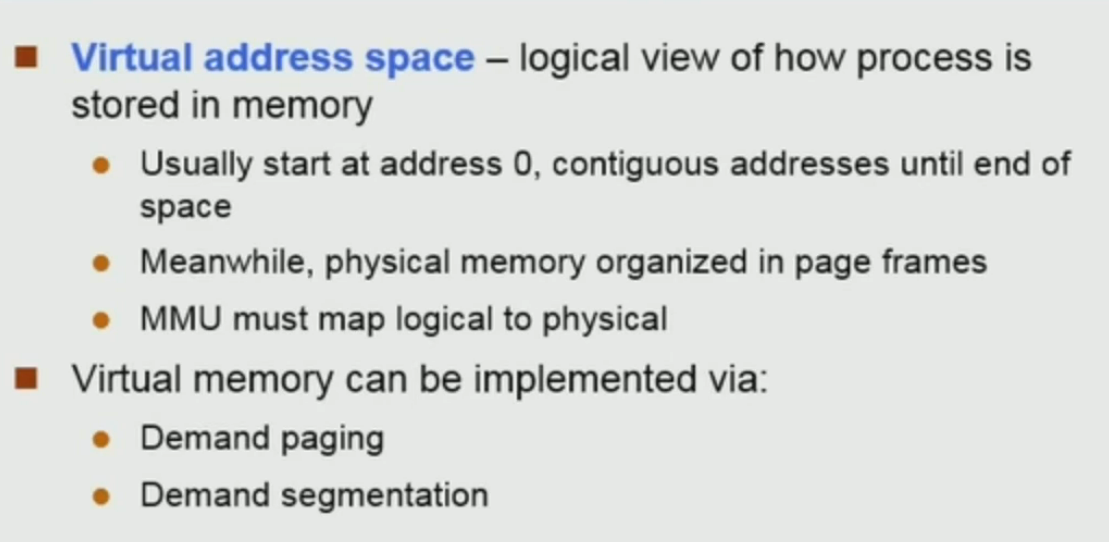 Virtual address space – logical view of how process is
stored in memory
Usually start at address 0, contiguous addresses until end of
space
Meanwhile, physical memory organized in page frames
MMU must map logical to physical
Virtual memory can be implemented via:
Demand paging
Demand segmentation